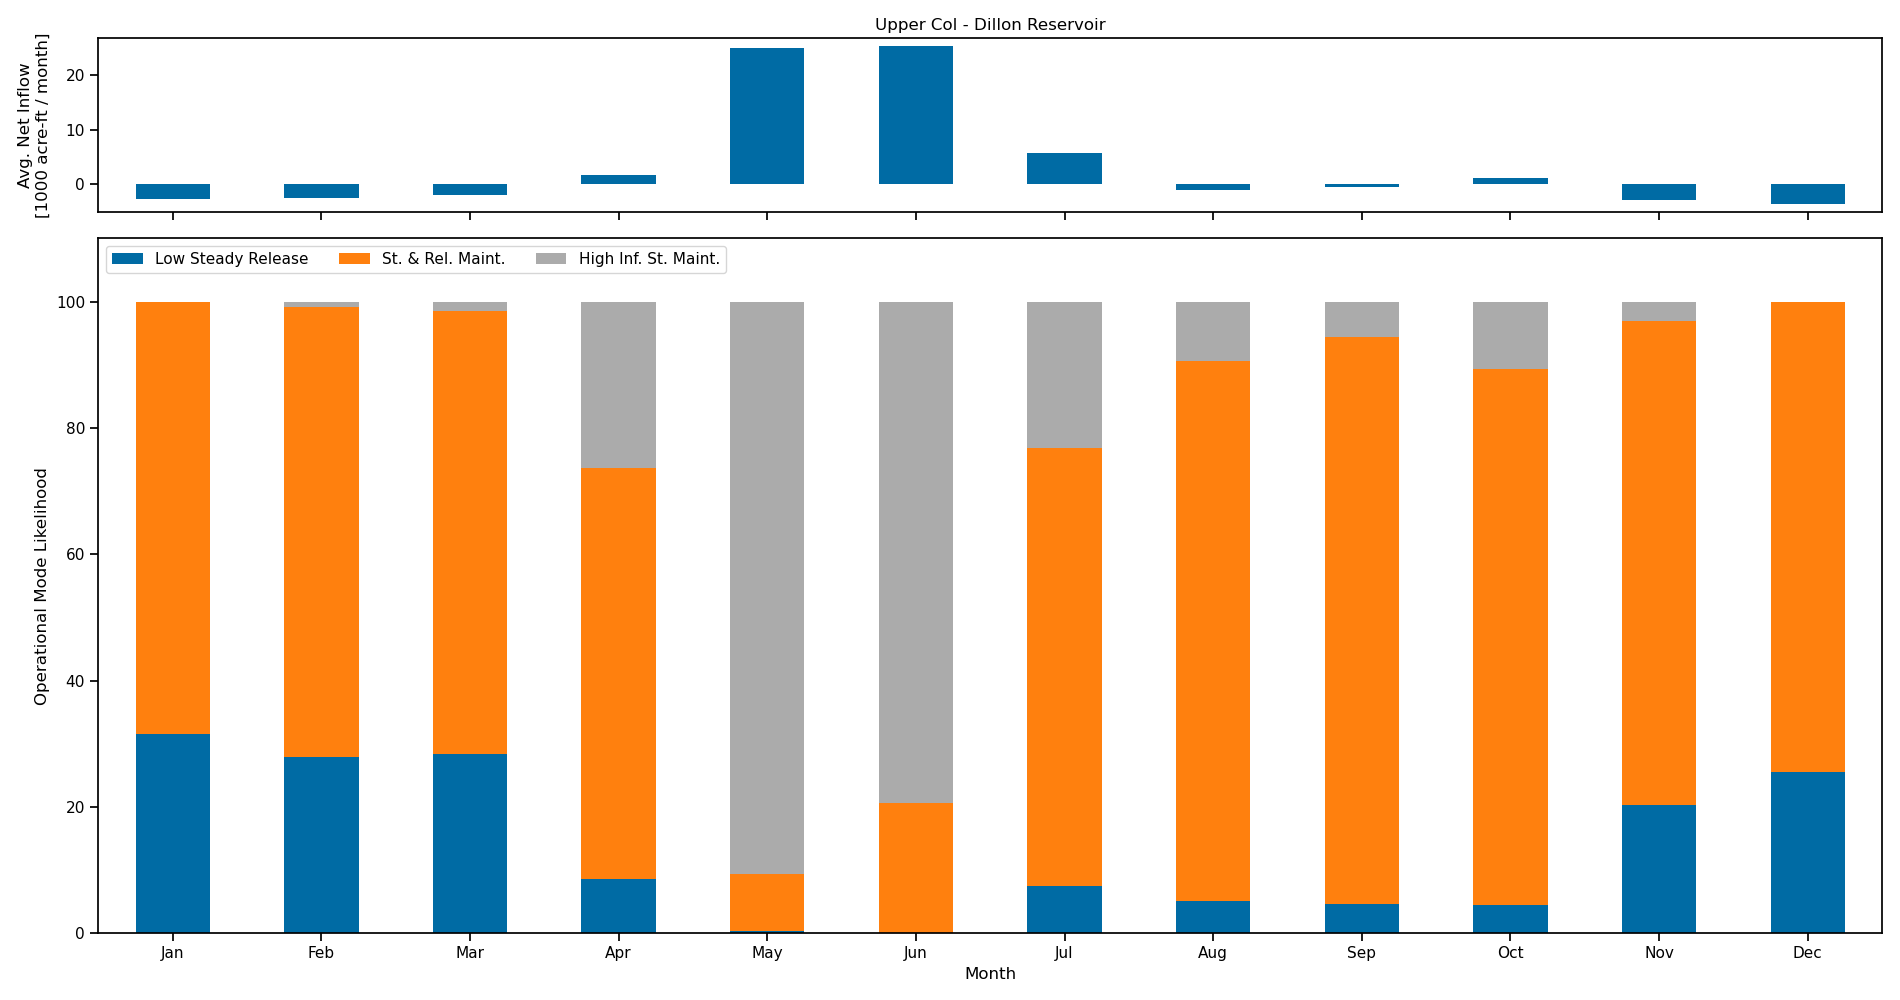 Upper Col - Dillon Reservoir
Avg. Net Inflow
[1000 acre-ft / month]
20
10
0
Low Steady Release St. & Rel. Maint. High Inf. St. Maint.
Operational Mode Likelihood
100
80
60
40
20
0
Jan Feb Mar Apr May Jun Jul Aug Sep Oct Nov Dec
Month